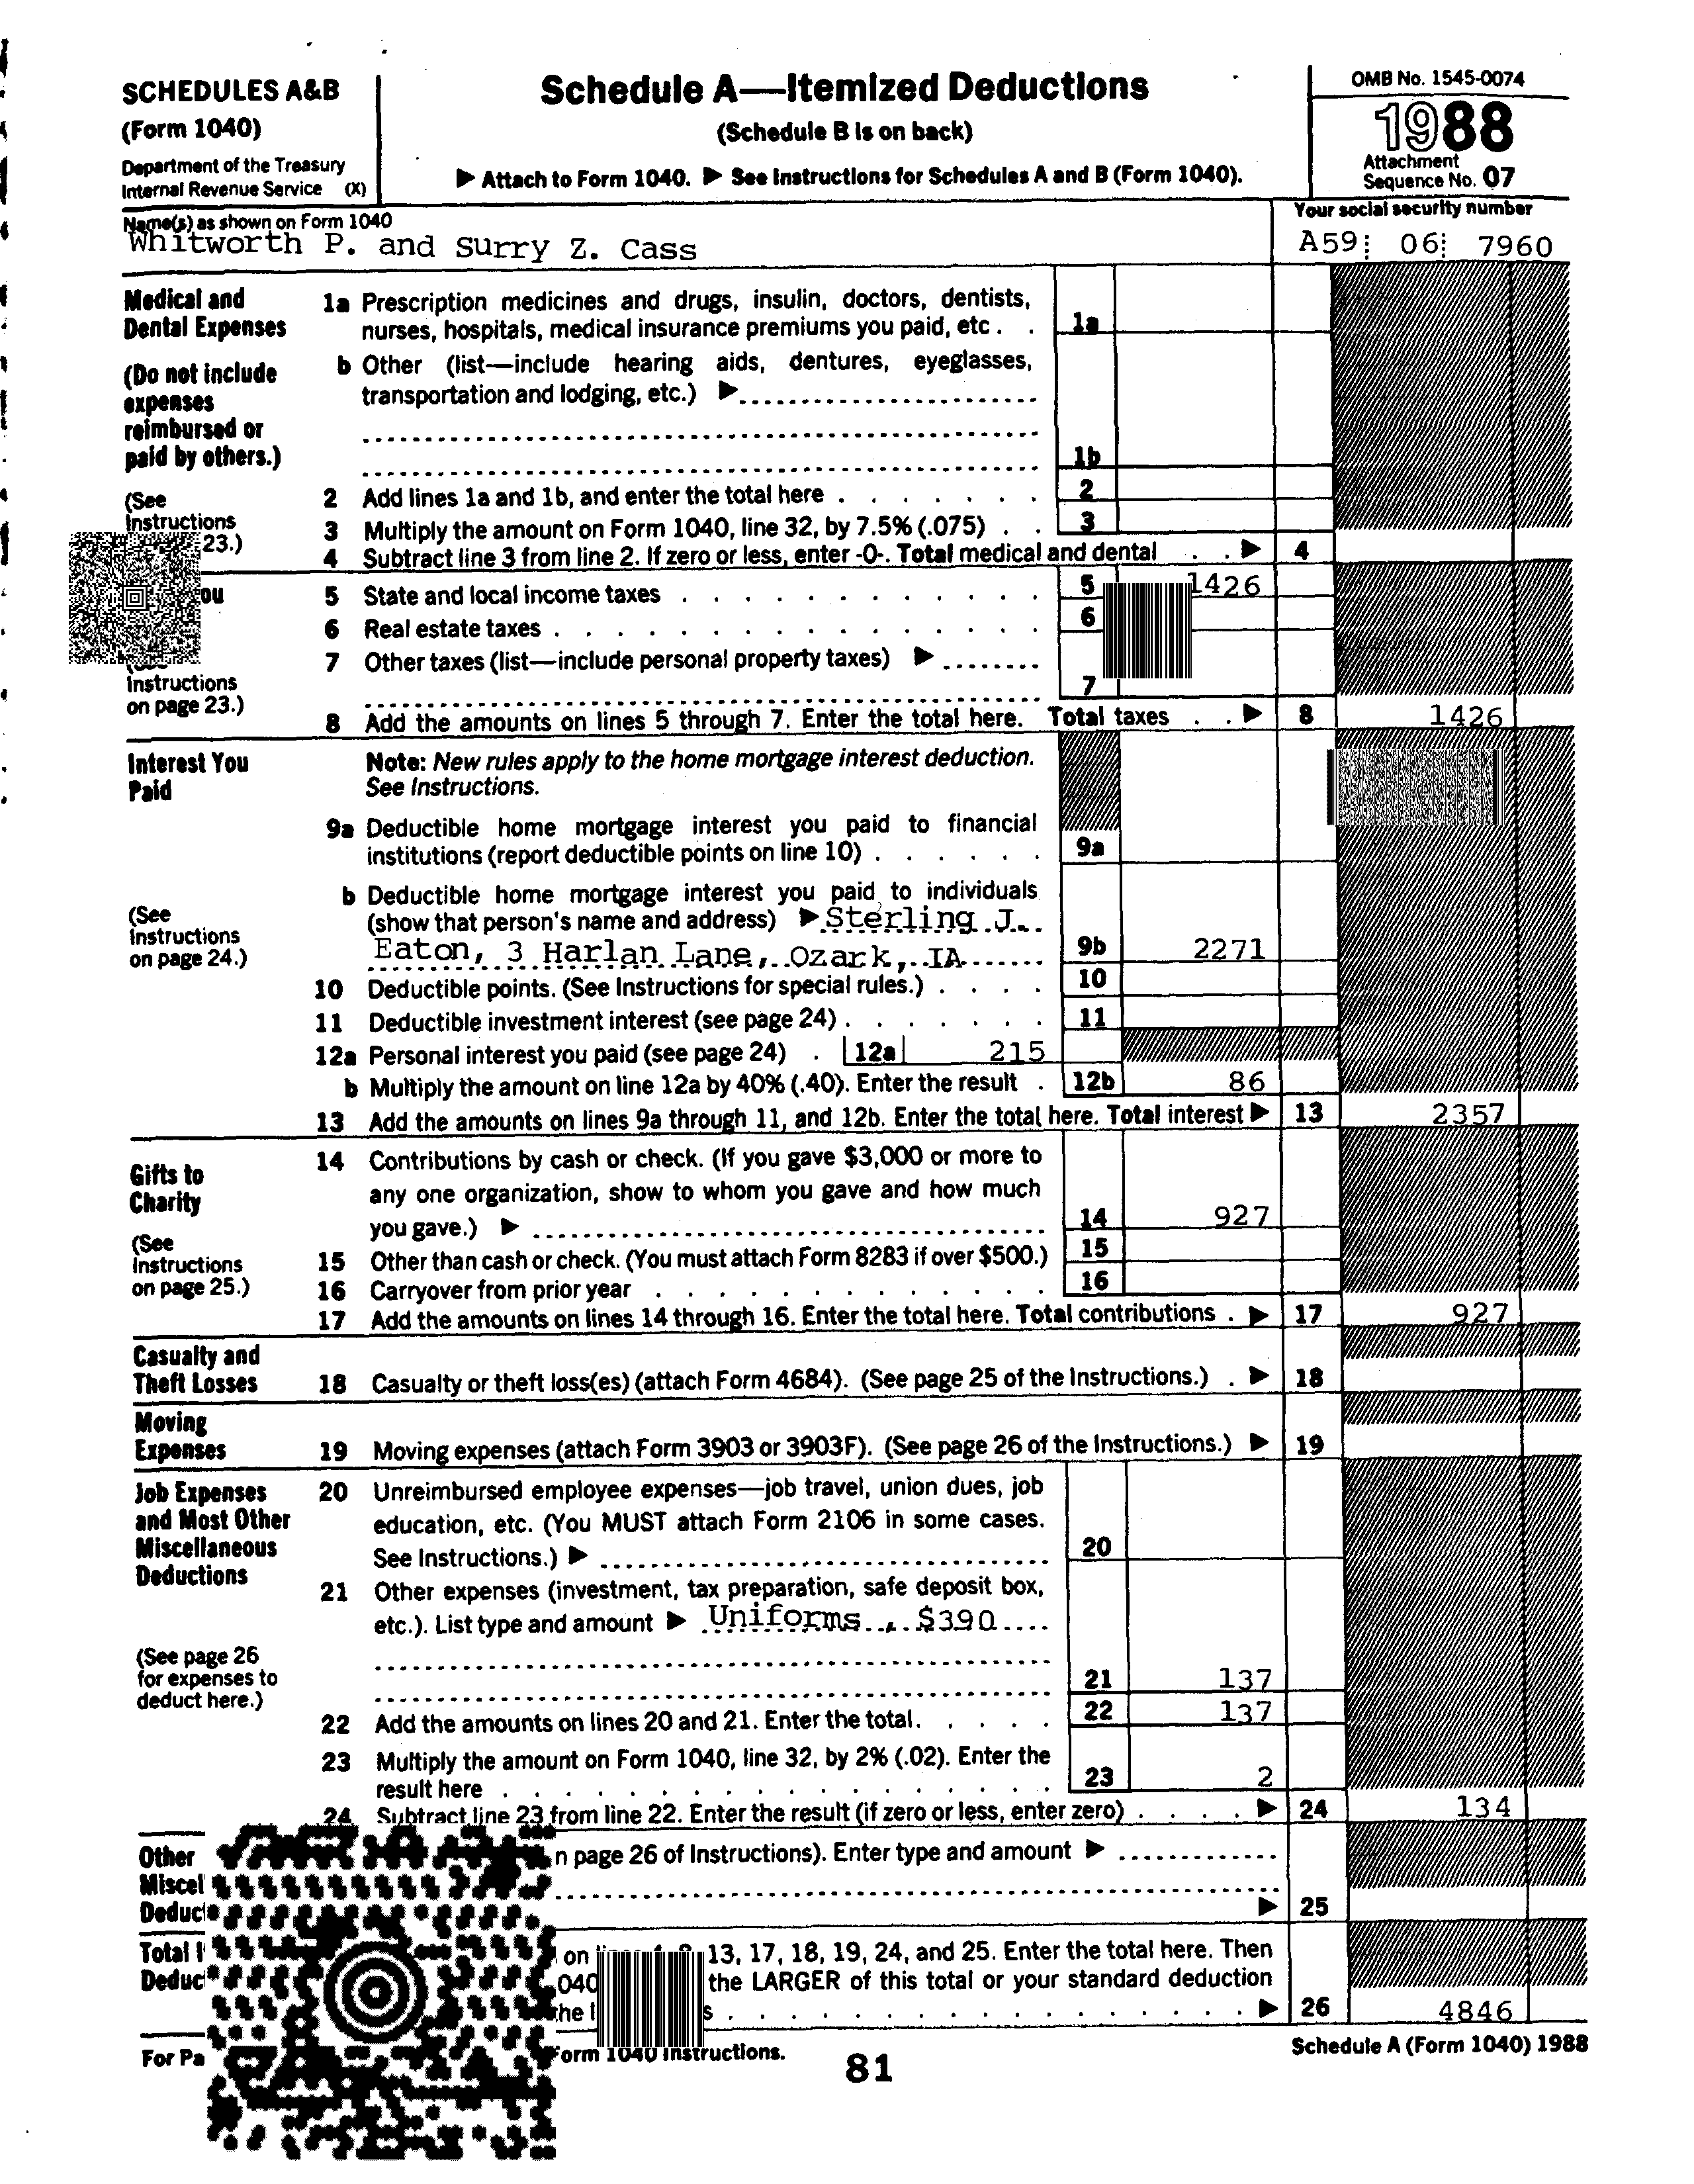 SCHEDULES A&B
(Form 1040)
Department of the Treasury
Internal Revenue Service (X)
Schedule A—Itemized Deductions
(Schedule B is on back)
▶ Attach to Form 1040. ▶ See Instructions for Schedules A and B (Form 1040).
OMB No. 1545-0074
1988
Attachment
Sequence No. 07
Name(s) as shown on Form 1040
Whitworth P. and Surry Z. Cass
Your social security number
A59 06 7960
Medical and
Dental Expenses
(Do not include
expenses
reimbursed or
paid by others.)
(See
Instructions
23.)
1a Prescription medicines and drugs, insulin, doctors, dentists,
nurses, hospitals, medical insurance premiums you paid, etc . . 1a
b Other (list—include hearing aids, dentures, eyeglasses,
transportation and lodging, etc.) ▶
1b
2 Add lines 1a and 1b, and enter the total here . . . . . . . 2
3 Multiply the amount on Form 1040, line 32, by 7.5% (.075) . . 3
4 Subtract line 3 from line 2. If zero or less, enter -0-. Total medical and dental . . ▶ 4
ou
Instructions
on page 23.)
5 State and local income taxes . . . . . . . . . . . . 5 1426
6 Real estate taxes . . . . . . . . . . . . . . . . 6
7 Other taxes (list—include personal property taxes) ▶
7
8 Add the amounts on lines 5 through 7. Enter the total here. Total taxes . . ▶ 8 1426
Interest You
Paid
(See
Instructions
on page 24.)
Note: New rules apply to the home mortgage interest deduction.
See Instructions.
9a Deductible home mortgage interest you paid to financial
institutions (report deductible points on line 10) . . . . . . 9a
b Deductible home mortgage interest you paid to individuals
(show that person's name and address) ▶ Sterling J.
Eaton, 3 Harlan Lane, Ozark, IA 9b 2271
10 Deductible points. (See Instructions for special rules.) . . . . 10
11 Deductible investment interest (see page 24) . . . . . . . 11
12a Personal interest you paid (see page 24) . 12a 215
b Multiply the amount on line 12a by 40% (.40). Enter the result . 12b 86
13 Add the amounts on lines 9a through 11, and 12b. Enter the total here. Total interest ▶ 13 2357
Gifts to
Charity
(See
Instructions
on page 25.)
14 Contributions by cash or check. (If you gave $3,000 or more to
any one organization, show to whom you gave and how much
you gave.) ▶ 14 927
15 Other than cash or check. (You must attach Form 8283 if over $500.) 15
16 Carryover from prior year . . . . . . . . . . . . . 16
17 Add the amounts on lines 14 through 16. Enter the total here. Total contributions . ▶ 17 927
Casualty and
Theft Losses
18 Casualty or theft loss(es) (attach Form 4684). (See page 25 of the Instructions.) . ▶ 18
Moving
Expenses
19 Moving expenses (attach Form 3903 or 3903F). (See page 26 of the Instructions.) ▶ 19
Job Expenses
and Most Other
Miscellaneous
Deductions
(See page 26
for expenses to
deduct here.)
20 Unreimbursed employee expenses—job travel, union dues, job
education, etc. (You MUST attach Form 2106 in some cases.
See Instructions.) ▶ 20
21 Other expenses (investment, tax preparation, safe deposit box,
etc.). List type and amount ▶ Uniforms , $390
21 137
22 Add the amounts on lines 20 and 21. Enter the total. . . . . 22 137
23 Multiply the amount on Form 1040, line 32, by 2% (.02). Enter the
result here . . . . . . . . . . . . . . . . . 23 2
24 Subtract line 23 from line 22. Enter the result (if zero or less, enter zero) . . . . ▶ 24 134
Other
Miscel
Deduct
n page 26 of Instructions). Enter type and amount ▶
▶ 25
Total
Deduc
on 13, 17, 18, 19, 24, and 25. Enter the total here. Then
040 the LARGER of this total or your standard deduction
he s . . . . . . . . . . . . . . . . . ▶ 26 4846
For Pa Form 1040 Instructions.
81
Schedule A (Form 1040) 1988